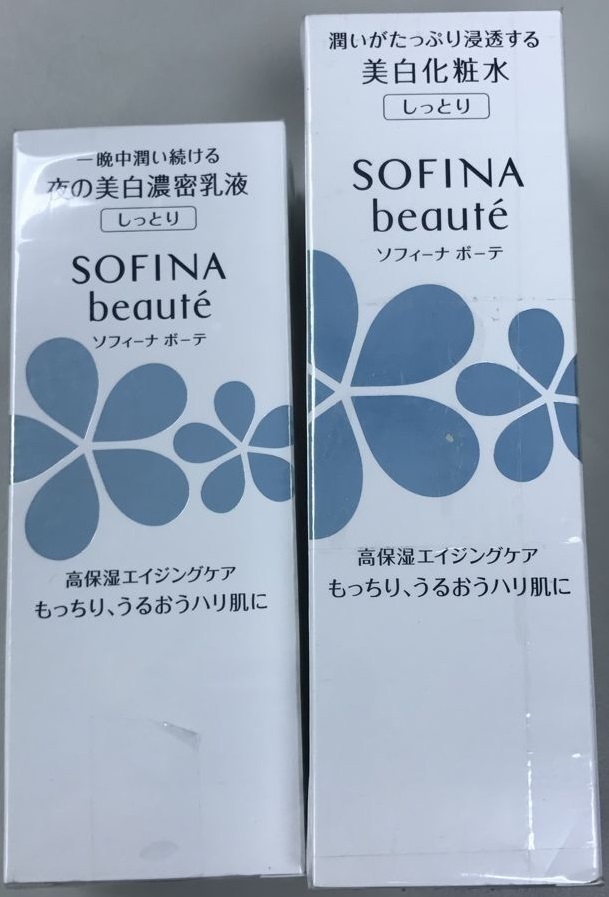 一晩中潤い続ける
夜の美白濃密乳液
しっとり
SOFINA
beauté
ソフィーナ ボーテ
高保湿エイジングケア
もっちり、うるおうハリ肌に
潤いがたっぷり浸透する
美白化粧水
しっとり
SOFINA
beauté
ソフィーナ ボーテ
高保湿エイジングケア
もっちり、うるおうハリ肌に